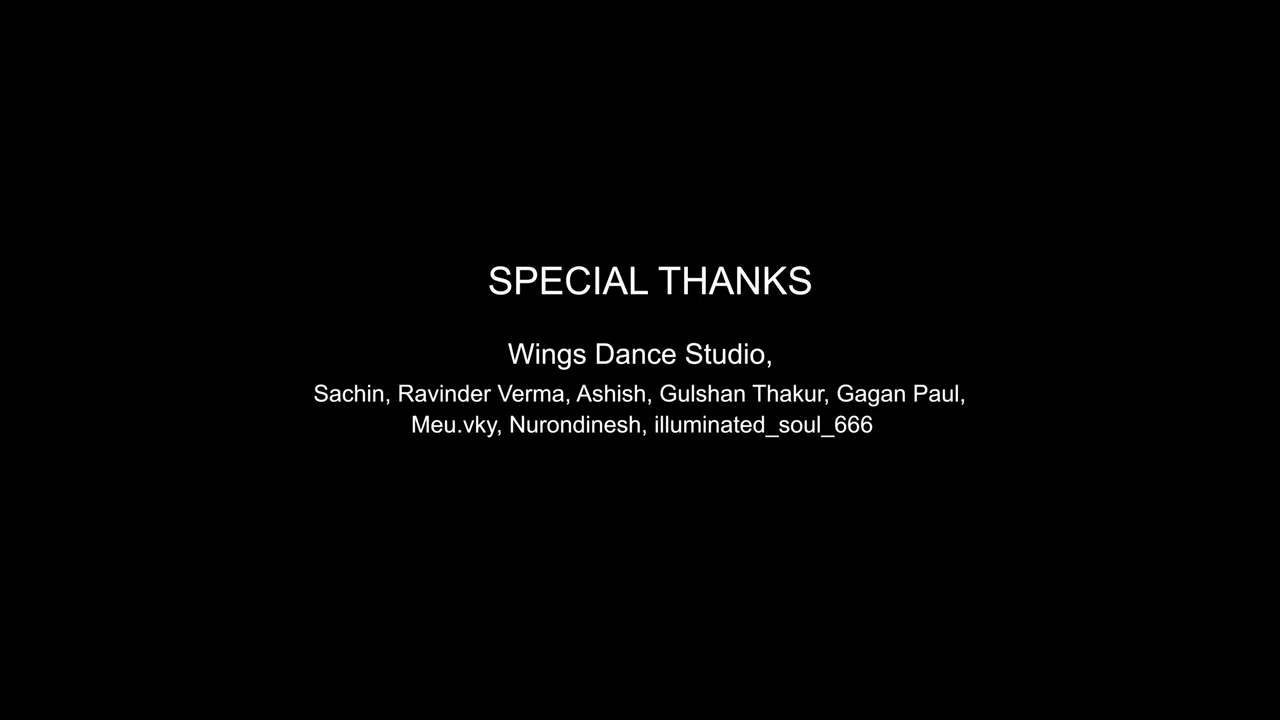 SPECIAL THANKS
Wings Dance Studio,
Sachin, Ravinder Verma, Ashish, Gulshan Thakur, Gagan Paul,
Meu.vky, Nurondinesh, illuminated_soul_666